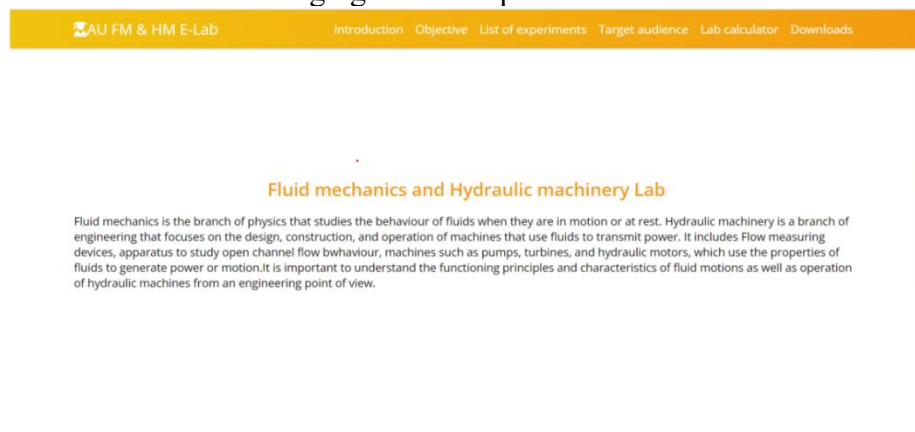 AU FM & HM E-Lab Introduction Objective List of experiments Target audience Lab calculator Downloads
Fluid mechanics and Hydraulic machinery Lab
Fluid mechanics is the branch of physics that studies the behaviour of fluids when they are in motion or at rest. Hydraulic machinery is a branch of
engineering that focuses on the design, construction, and operation of machines that use fluids to transmit power. It includes Flow measuring
devices, apparatus to study open channel flow bwhaviour, machines such as pumps, turbines, and hydraulic motors, which use the properties of
fluids to generate power or motion.It is important to understand the functioning principles and characteristics of fluid motions as well as operation
of hydraulic machines from an engineering point of view.